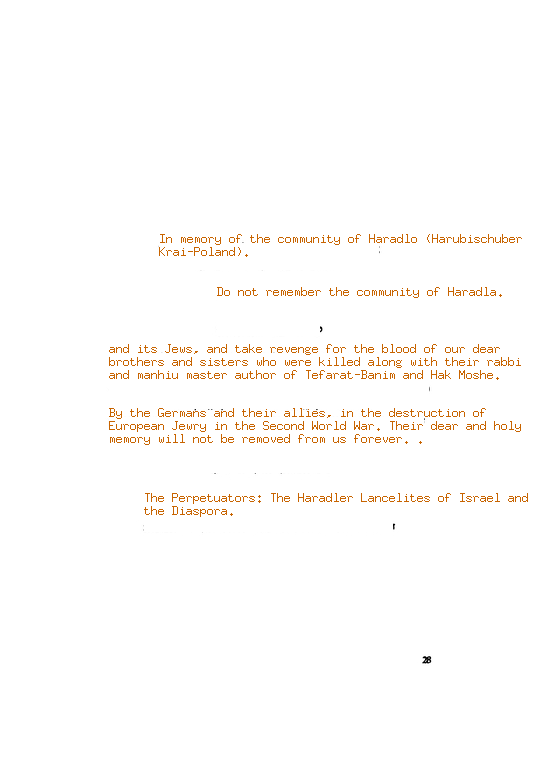 In memory of the community of Haradlo (Harubischuber
Krai-Poland).
Do not remember the community of Haradla.
and its Jews, and take revenge for the blood of our dear
brothers and sisters who were killed along with their rabbi
and manhiu master author of Tefarat-Banim and Hak Moshe.
By the Germans and their allies, in the destruction of
European Jewry in the Second World War. Their dear and holy
memory will not be removed from us forever. .
The Perpetuators: The Haradler Lancelites of Israel and
the Diaspora.
28